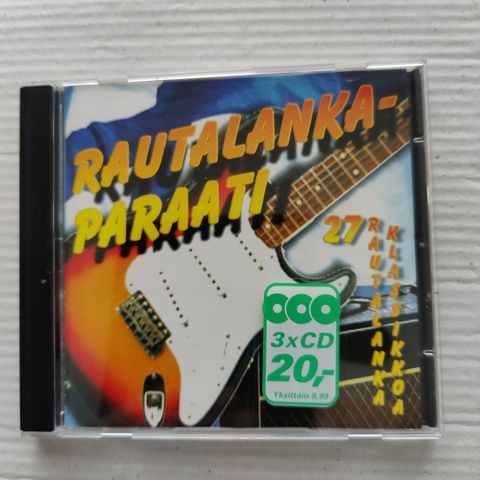 RAUTALANKA-
PARAATI
27
RAUTALANKA
KLASSIKKOA
3xCD
20,-
Yksittäin 8,99